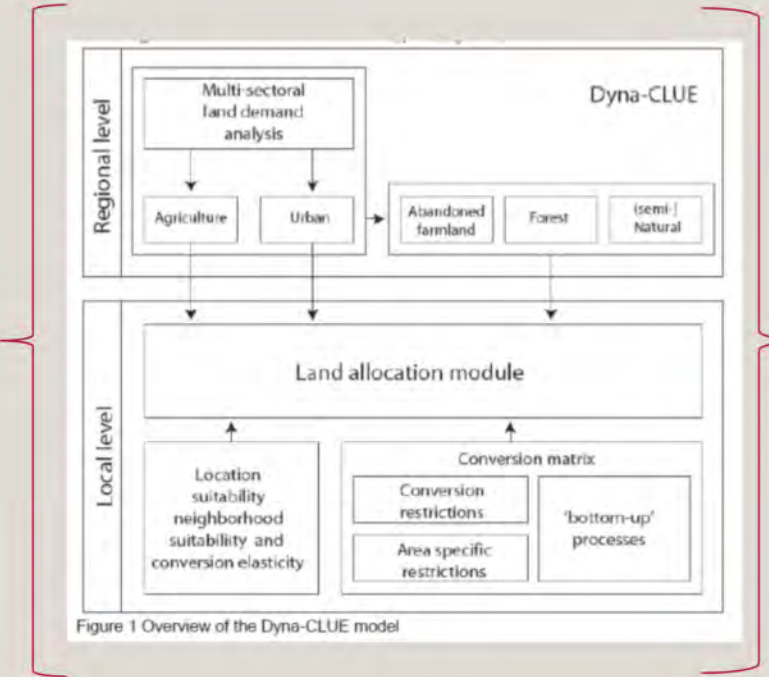 Regional level
Dyna-CLUE
Multi-sectoral
land demand
analysis
Agriculture
Urban
Abandoned
farmland
Forest
(semi-)
Natural
Local level
Land allocation module
Location
suitability
neighborhood
suitability and
conversion elasticity
Conversion matrix
Conversion
restrictions
Area specific
restrictions
'bottom-up'
processes
Figure 1 Overview of the Dyna-CLUE model